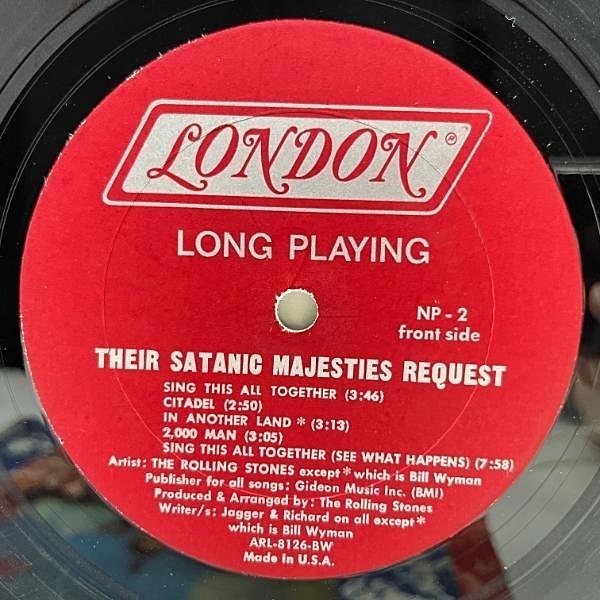 LONDON®
LONG PLAYING
NP - 2
front side
THEIR SATANIC MAJESTIES REQUEST
SING THIS ALL TOGETHER (3:46)
CITADEL (2:50)
IN ANOTHER LAND * (3:13)
2,000 MAN (3:05)
SING THIS ALL TOGETHER (SEE WHAT HAPPENS) (7:58)
Artist: THE ROLLING STONES except * which is Bill Wyman
Publisher for all songs: Gideon Music Inc. (BMI)
Produced & Arranged by: The Rolling Stones
Writer/s: Jagger & Richard on all except *
which is Bill Wyman
ARL-8126-BW
Made in U.S.A.